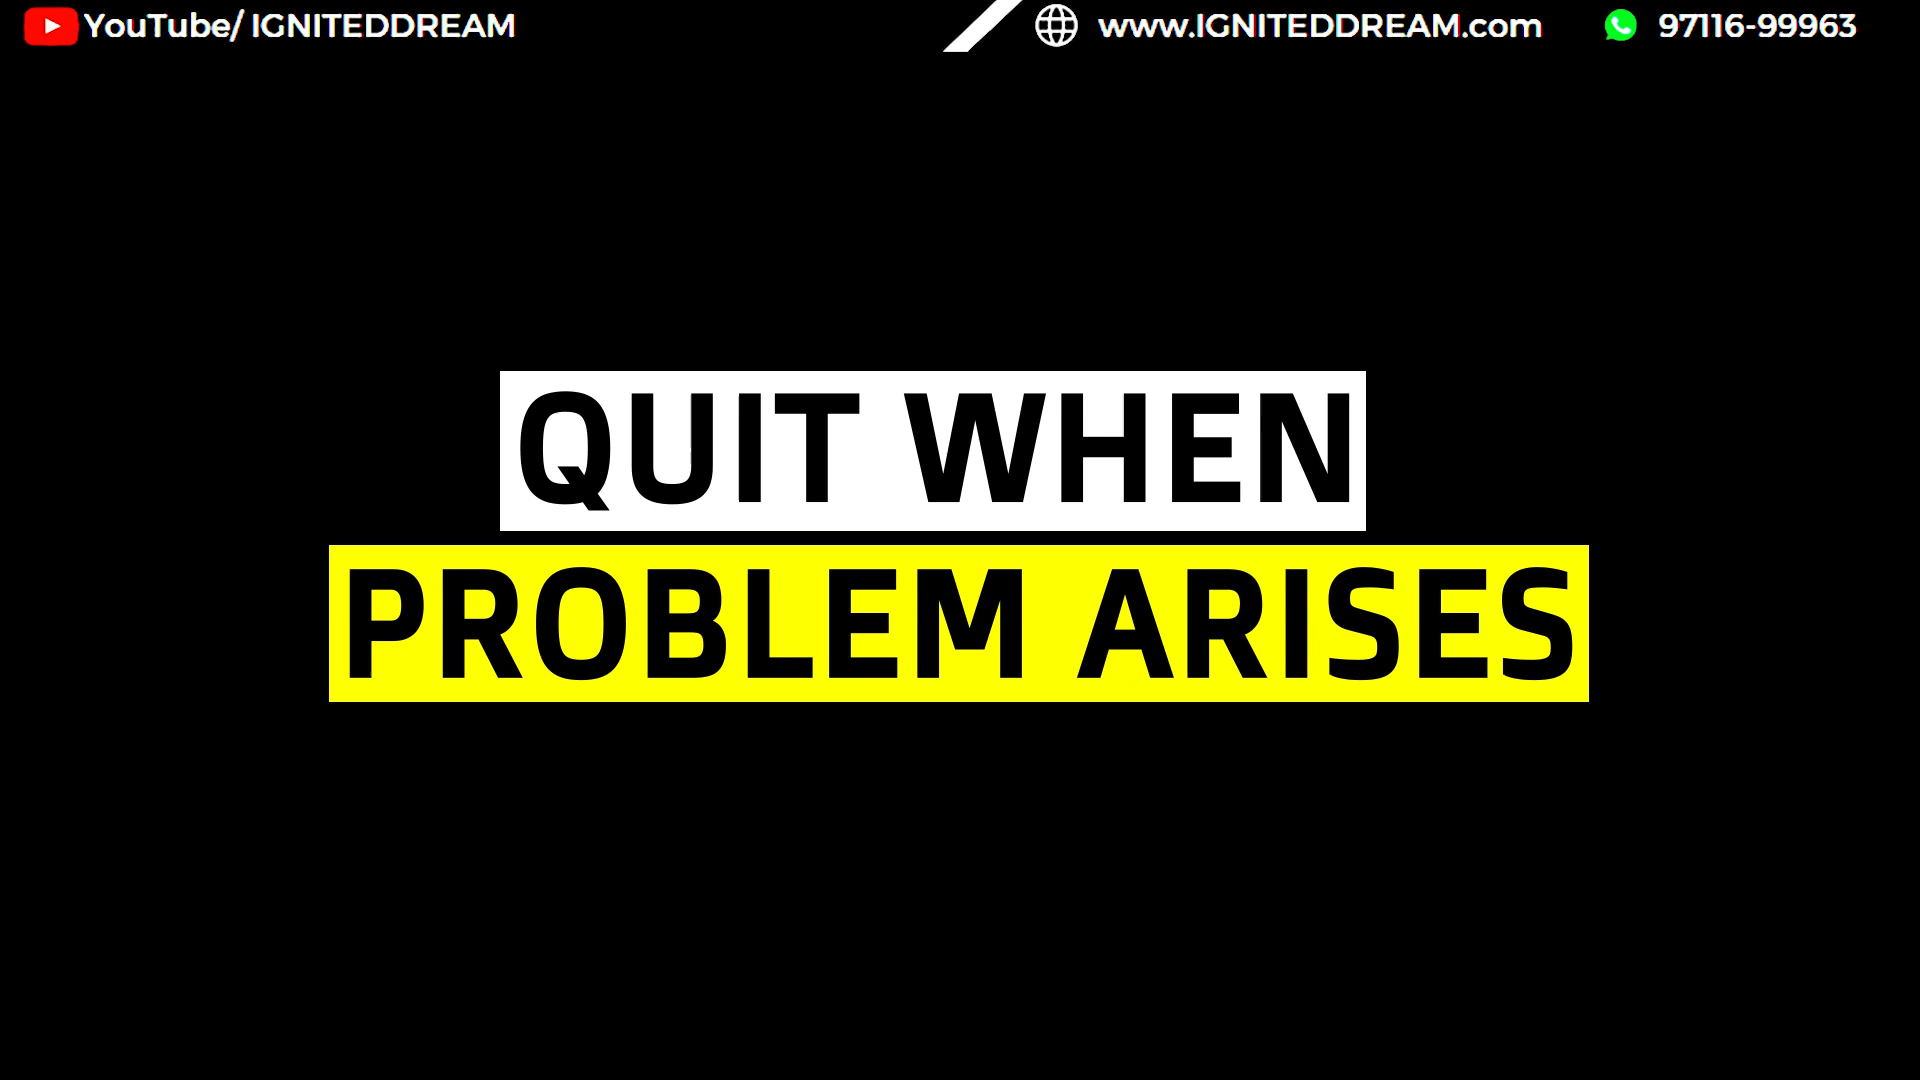 YouTube/ IGNITEDDREAM
www.IGNITEDDREAM.com
97116-99963
QUIT WHEN
PROBLEM ARISES